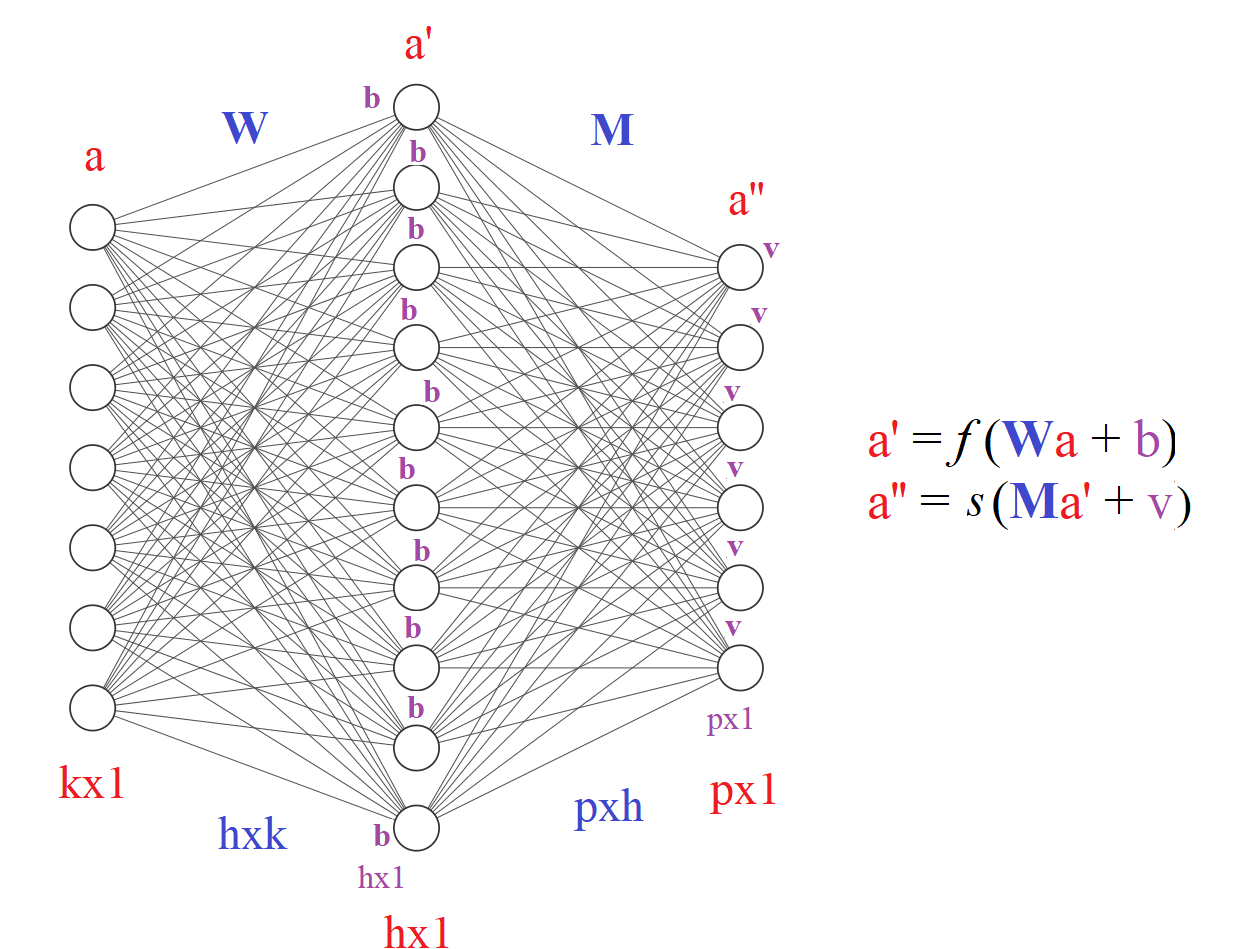 a'
b
W
M
b
a
a''
b
v
b
v
b
v
a' = f (Wa + b)
b
v
a'' = s (Ma' + v)
b
v
b
v
b
px1
kx1
px1
pxh
hxk
b
hx1
hx1